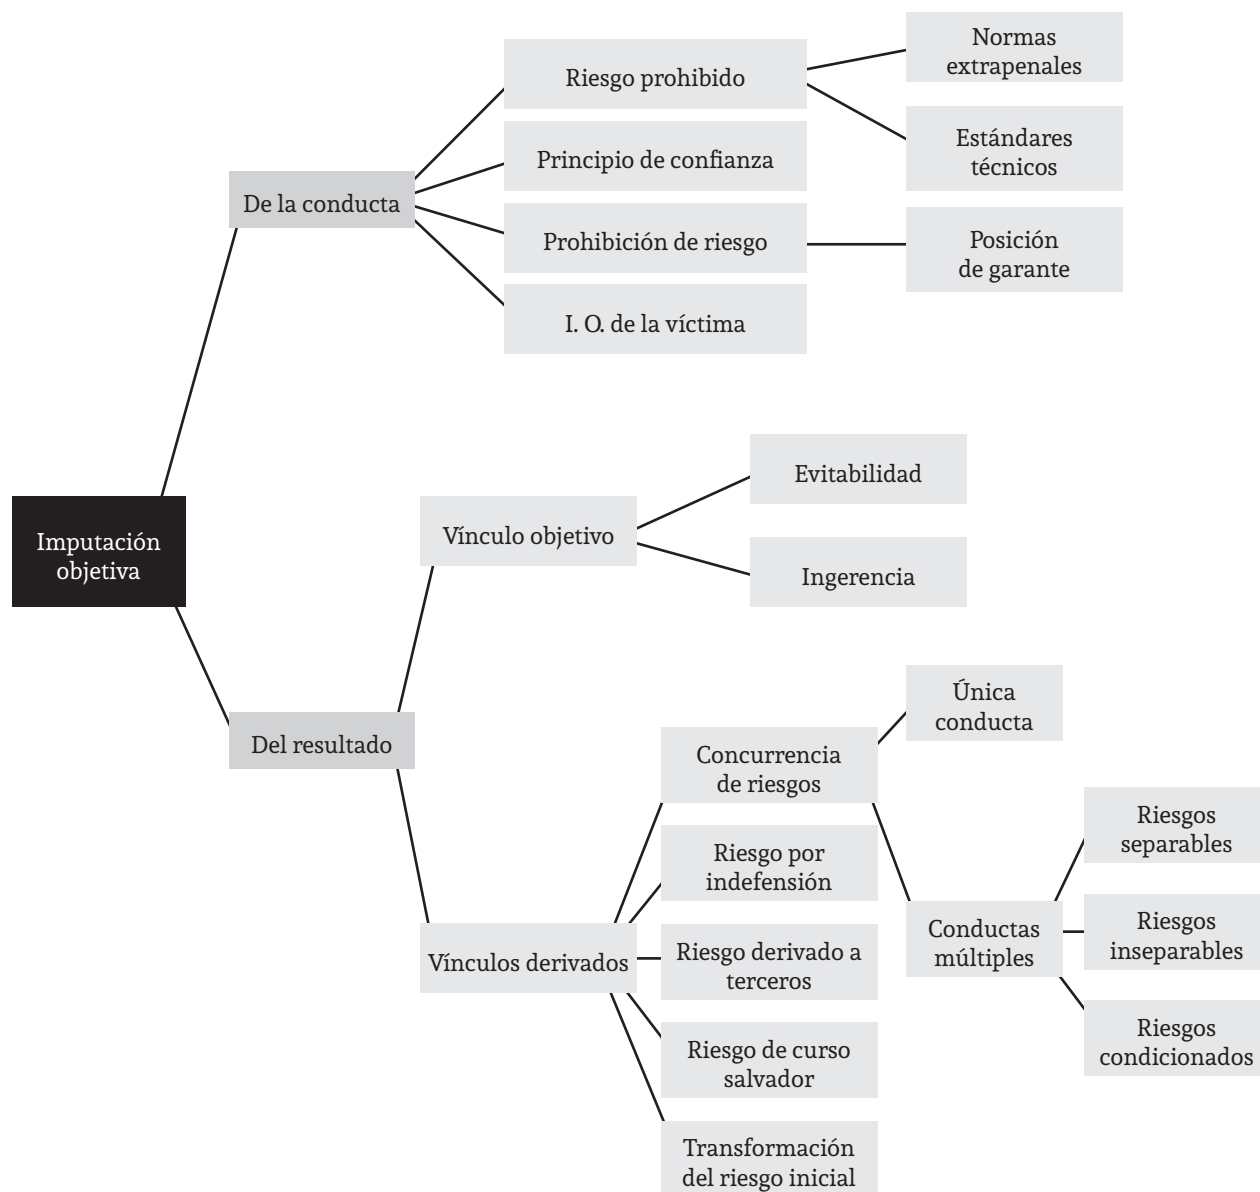 Imputación
objetiva
De la conducta
Riesgo prohibido
Normas
extrapenales
Estándares
técnicos
Principio de confianza
Prohibición de riesgo
Posición
de garante
I. O. de la víctima
Del resultado
Vínculo objetivo
Evitabilidad
Ingerencia
Vínculos derivados
Concurrencia
de riesgos
Única
conducta
Conductas
múltiples
Riesgos
separables
Riesgos
inseparables
Riesgos
condicionados
Riesgo por
indefensión
Riesgo derivado a
terceros
Riesgo de curso
salvador
Transformación
del riesgo inicial